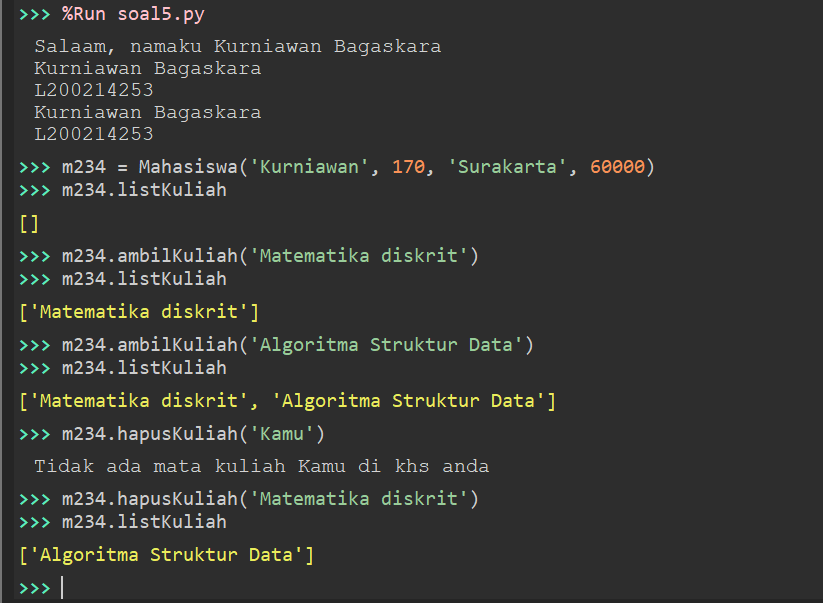 >>> %Run soal5.py
Salaam, namaku Kurniawan Bagaskara
Kurniawan Bagaskara
L200214253
Kurniawan Bagaskara
L200214253
>>> m234 = Mahasiswa('Kurniawan', 170, 'Surakarta', 60000)
>>> m234.listKuliah
[]
>>> m234.ambilKuliah('Matematika diskrit')
>>> m234.listKuliah
['Matematika diskrit']
>>> m234.ambilKuliah('Algoritma Struktur Data')
>>> m234.listKuliah
['Matematika diskrit', 'Algoritma Struktur Data']
>>> m234.hapusKuliah('Kamu')
Tidak ada mata kuliah Kamu di khs anda
>>> m234.hapusKuliah('Matematika diskrit')
>>> m234.listKuliah
['Algoritma Struktur Data']
>>>